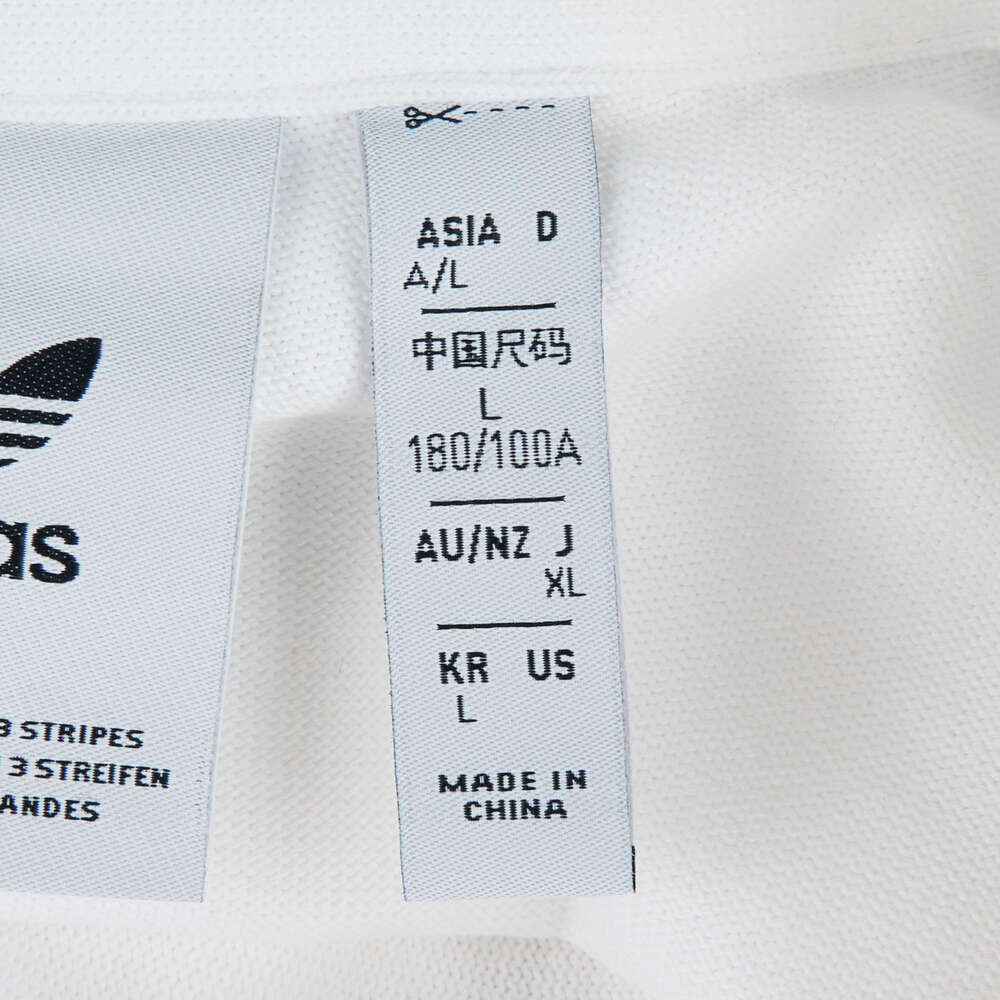 as
3 STRIPES
3 STREIFEN
ANDES
ASIA D
A/L
中国尺码
L
180/100A
AU/NZ J
XL
KR US
L
MADE IN
CHINA